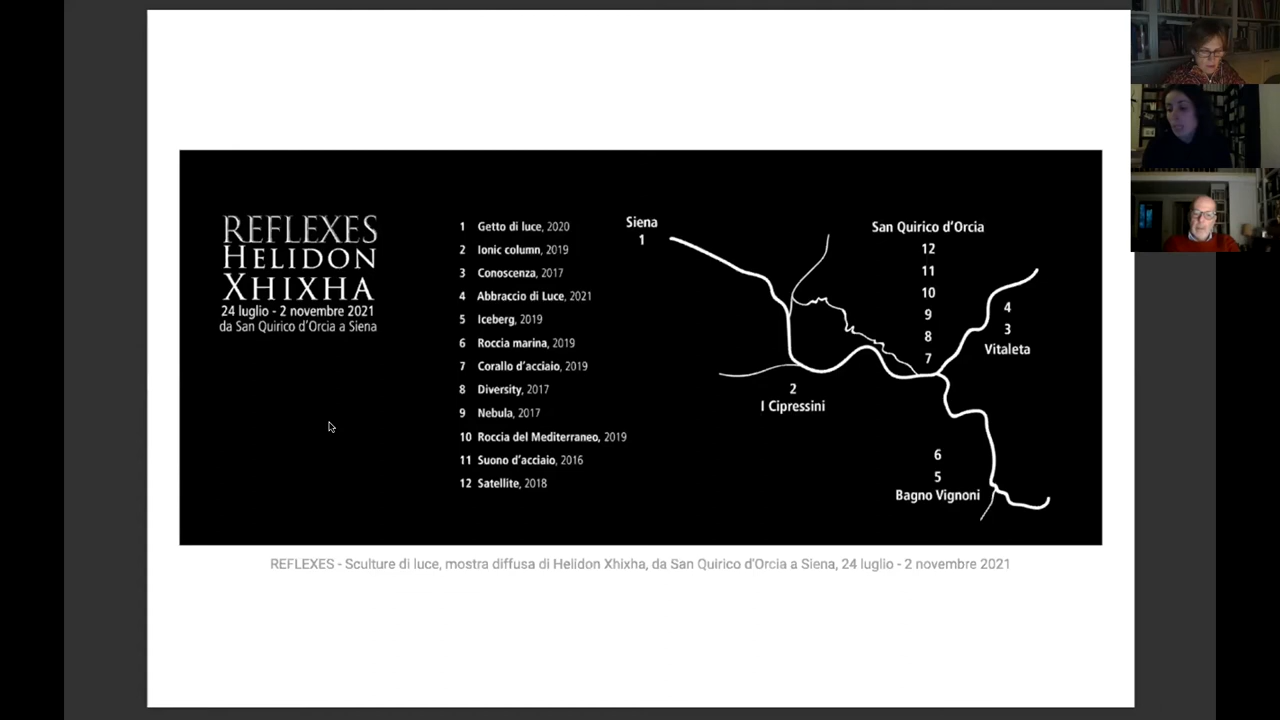 REFLEXES
HELIDON
XHIXHA
24 luglio - 2 novembre 2021
da San Quirico d'Orcia a Siena
1 Getto di luce, 2020
2 Ionic column, 2019
3 Conoscenza, 2017
4 Abbraccio di Luce, 2021
5 Iceberg, 2019
6 Roccia marina, 2019
7 Corallo d'acciaio, 2019
8 Diversity, 2017
9 Nebula, 2017
10 Roccia del Mediterraneo, 2019
11 Suono d'acciaio, 2016
12 Satellite, 2018
Siena
1
San Quirico d'Orcia
12
11
10
9
8
7
4
3
Vitaleta
2
I Cipressini
6
5
Bagno Vignoni
REFLEXES - Sculture di luce, mostra diffusa di Helidon Xhixha, da San Quirico d'Orcia a Siena, 24 luglio - 2 novembre 2021